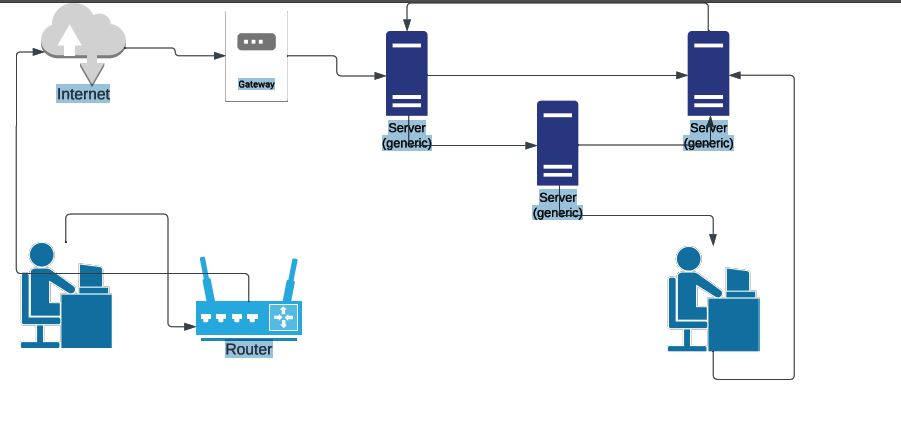 Internet
Gateway
Server
(generic)
Server
(generic)
Server
(generic)
Router